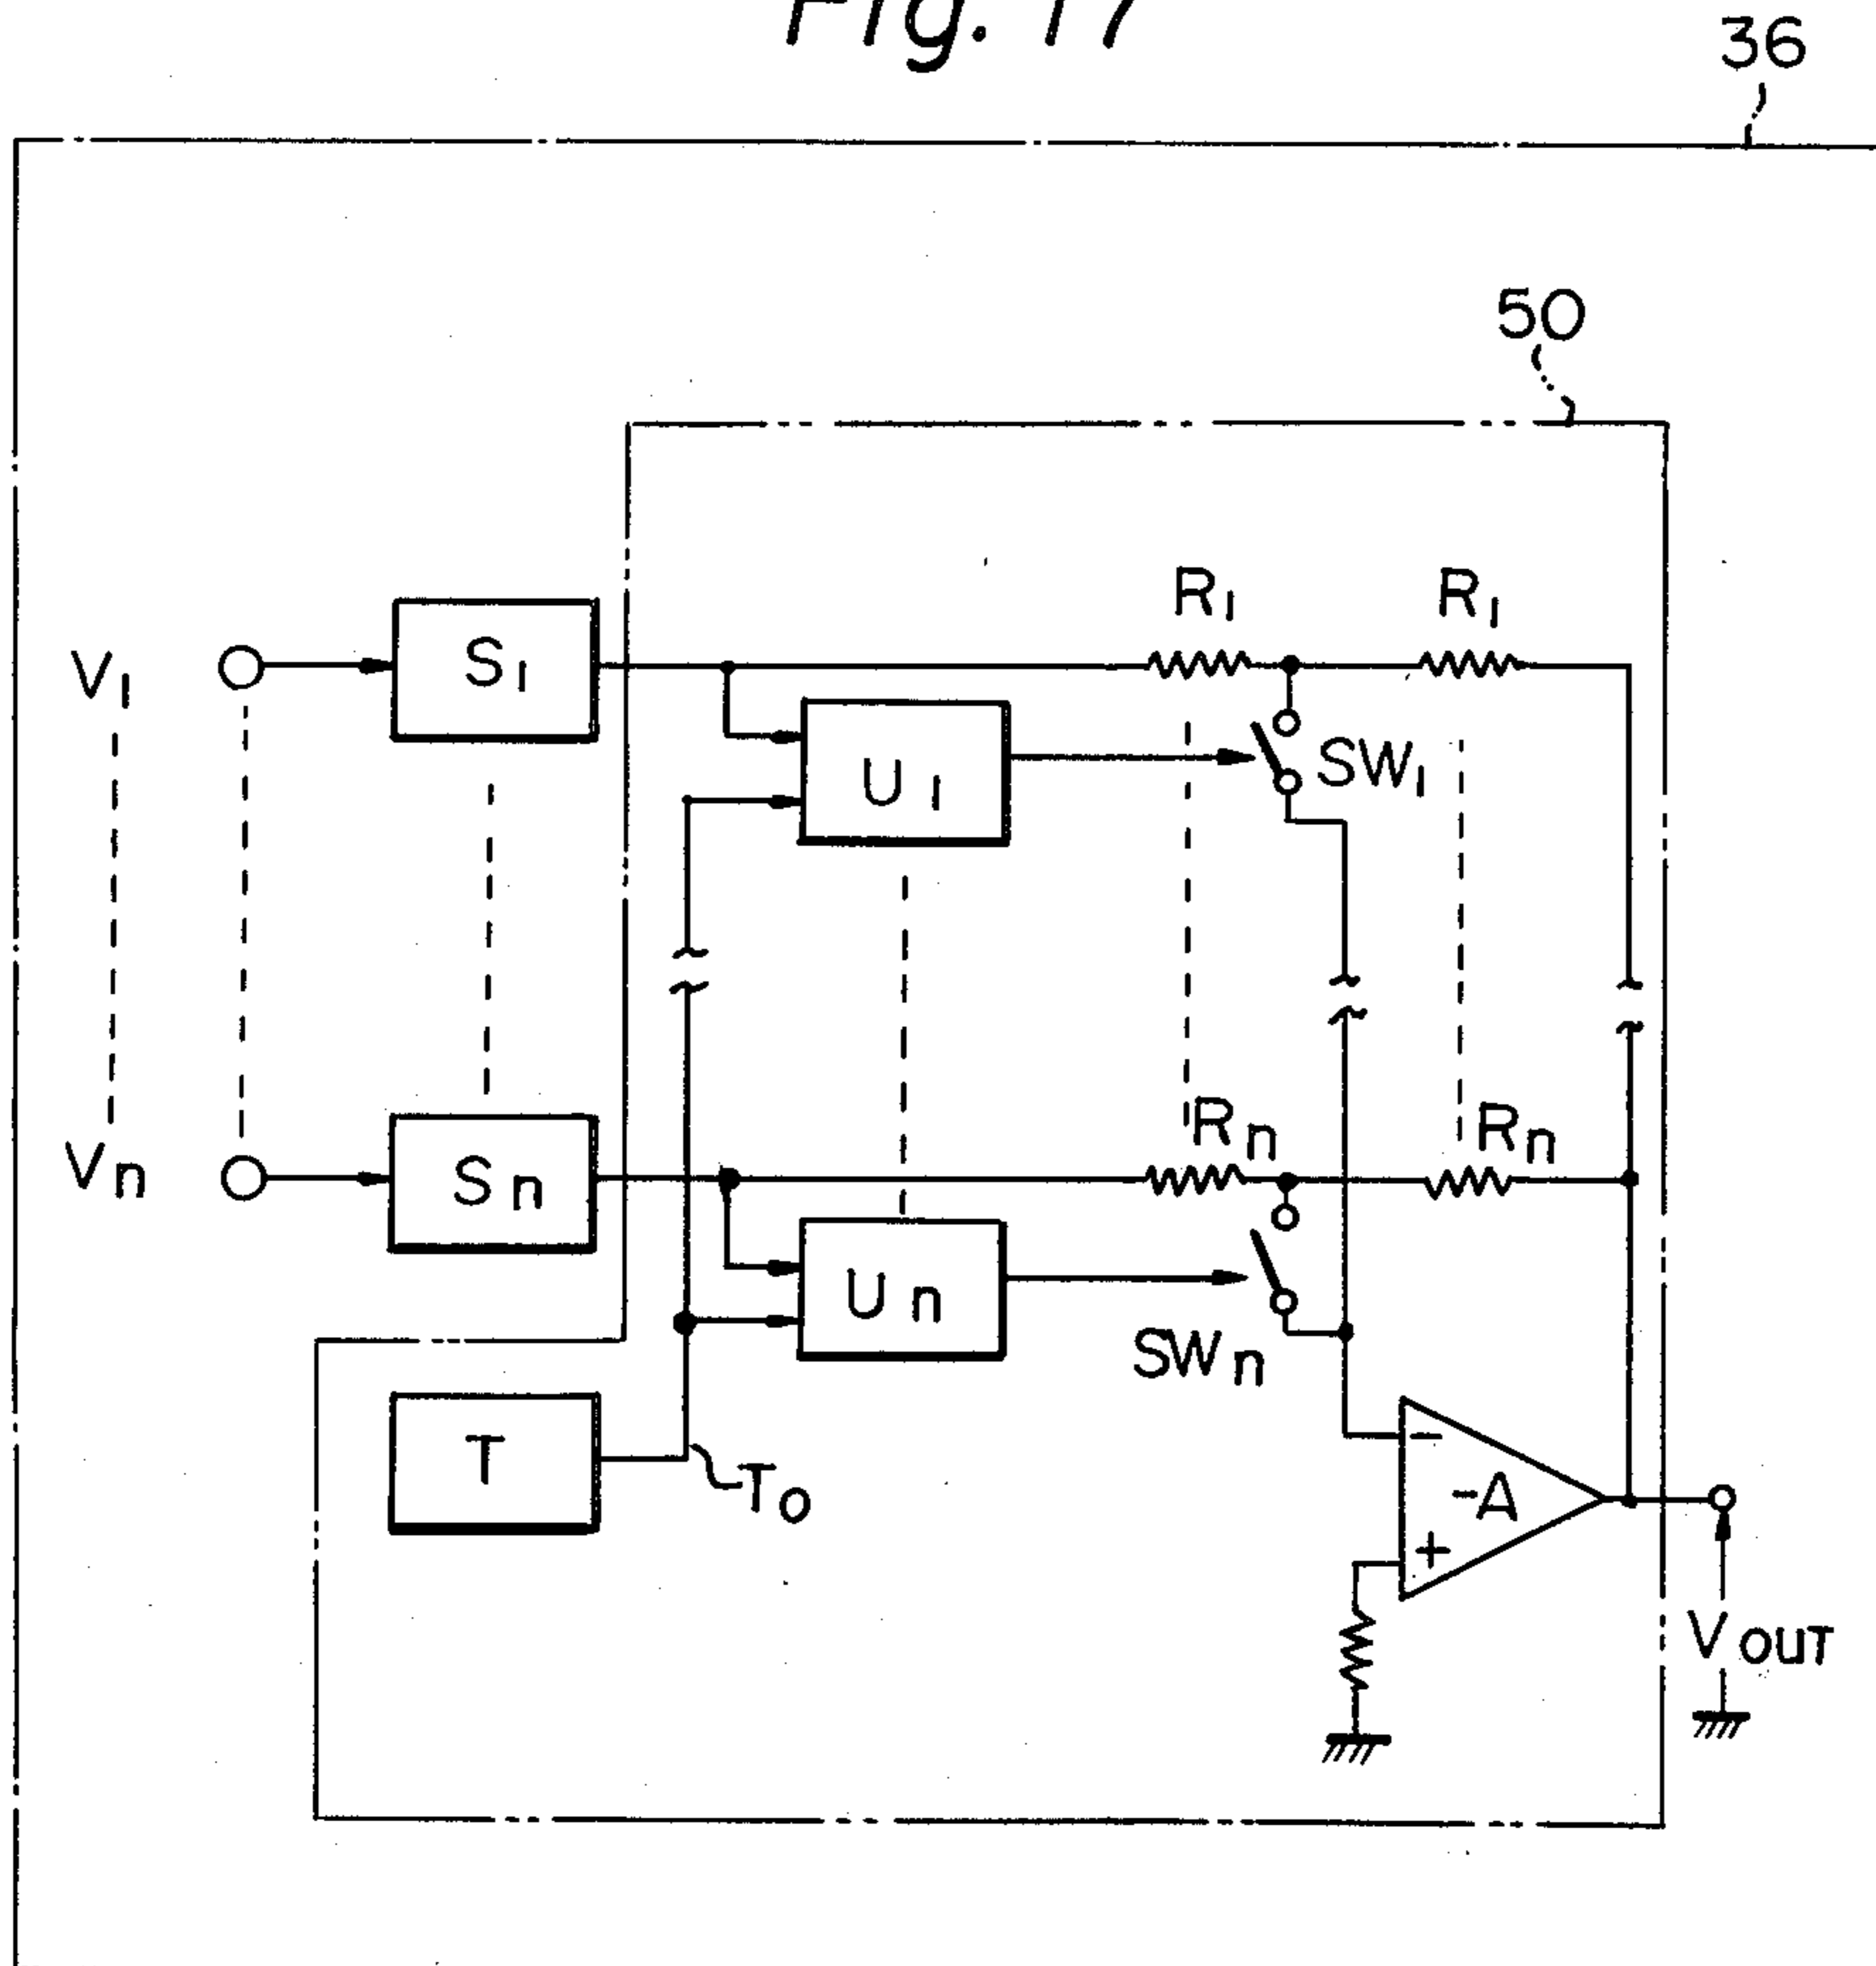 Fig. 17
36
50
R1 R1
V1 S1
U1 SW1
Rn Rn
Vn Sn
Un
SWn
T
To
-
-A
+
VOUT